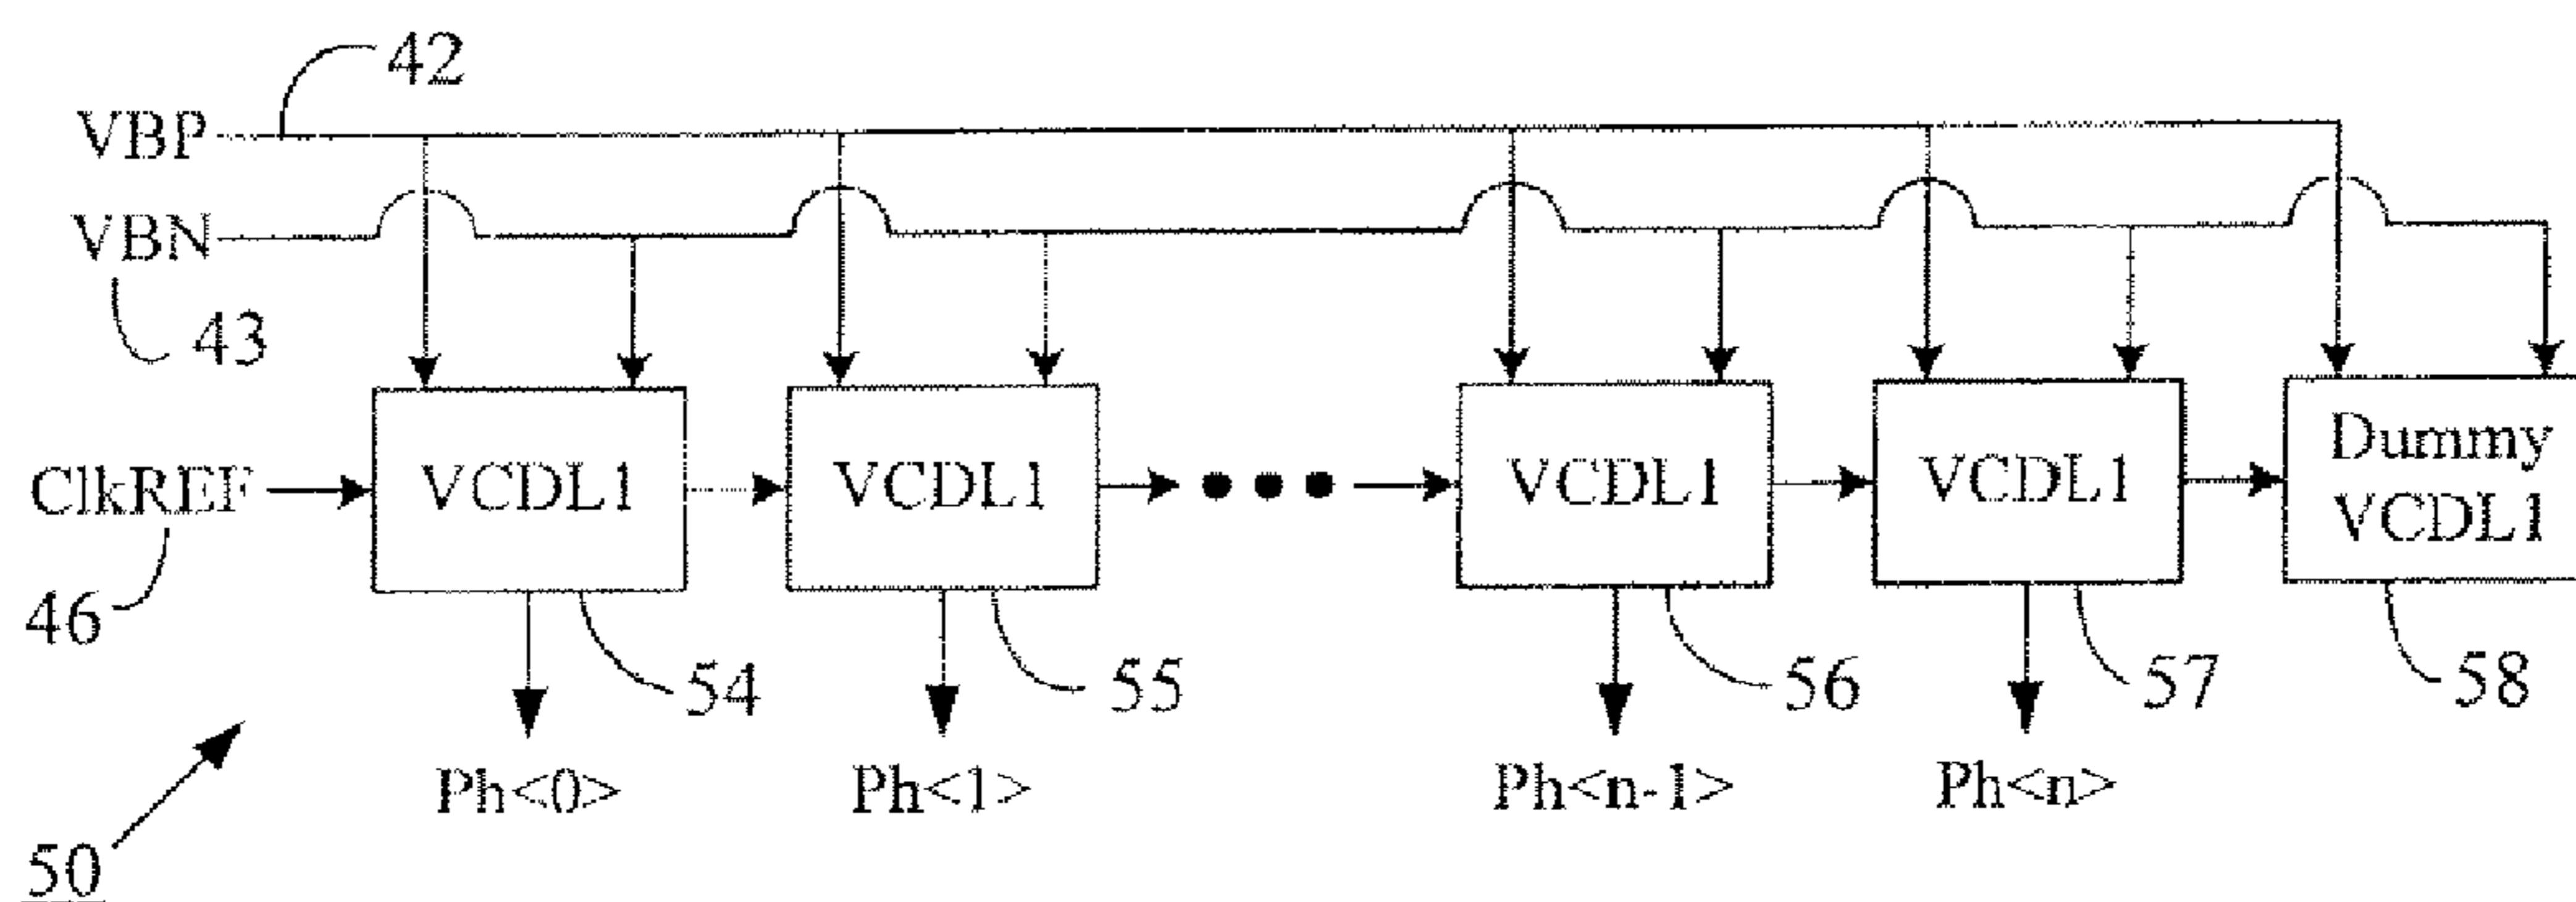 42
VBP
VBN
43
ClkREF
46
VCDL1
VCDL1
VCDL1
VCDL1
Dummy
VCDL1
54
55
56
57
58
Ph<0>
Ph<1>
Ph<n-1>
Ph<n>
50